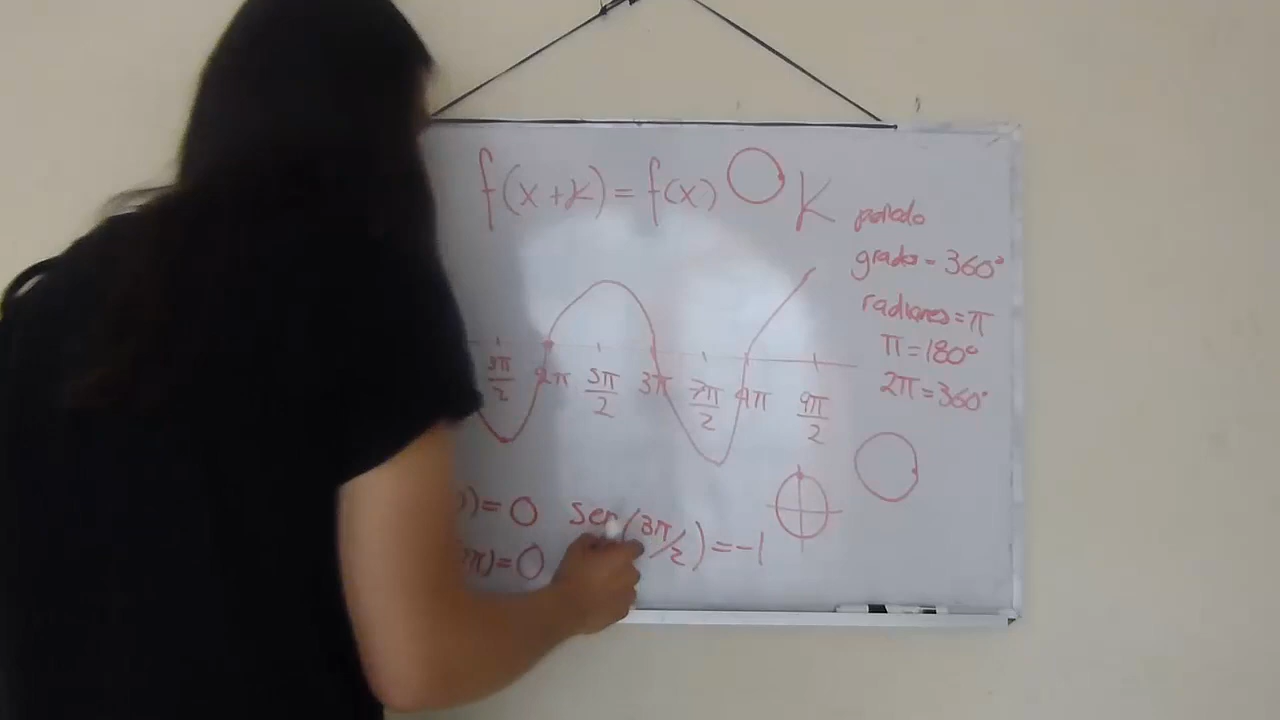 f(x+k)=f(x) K
periodo
grados = 360°
radianes = π
π = 180°
2π = 360°
3π/2 2π 5π/2 3π 7π/2 4π 9π/2
)=0 sen(3π/2)=-1
π)=0